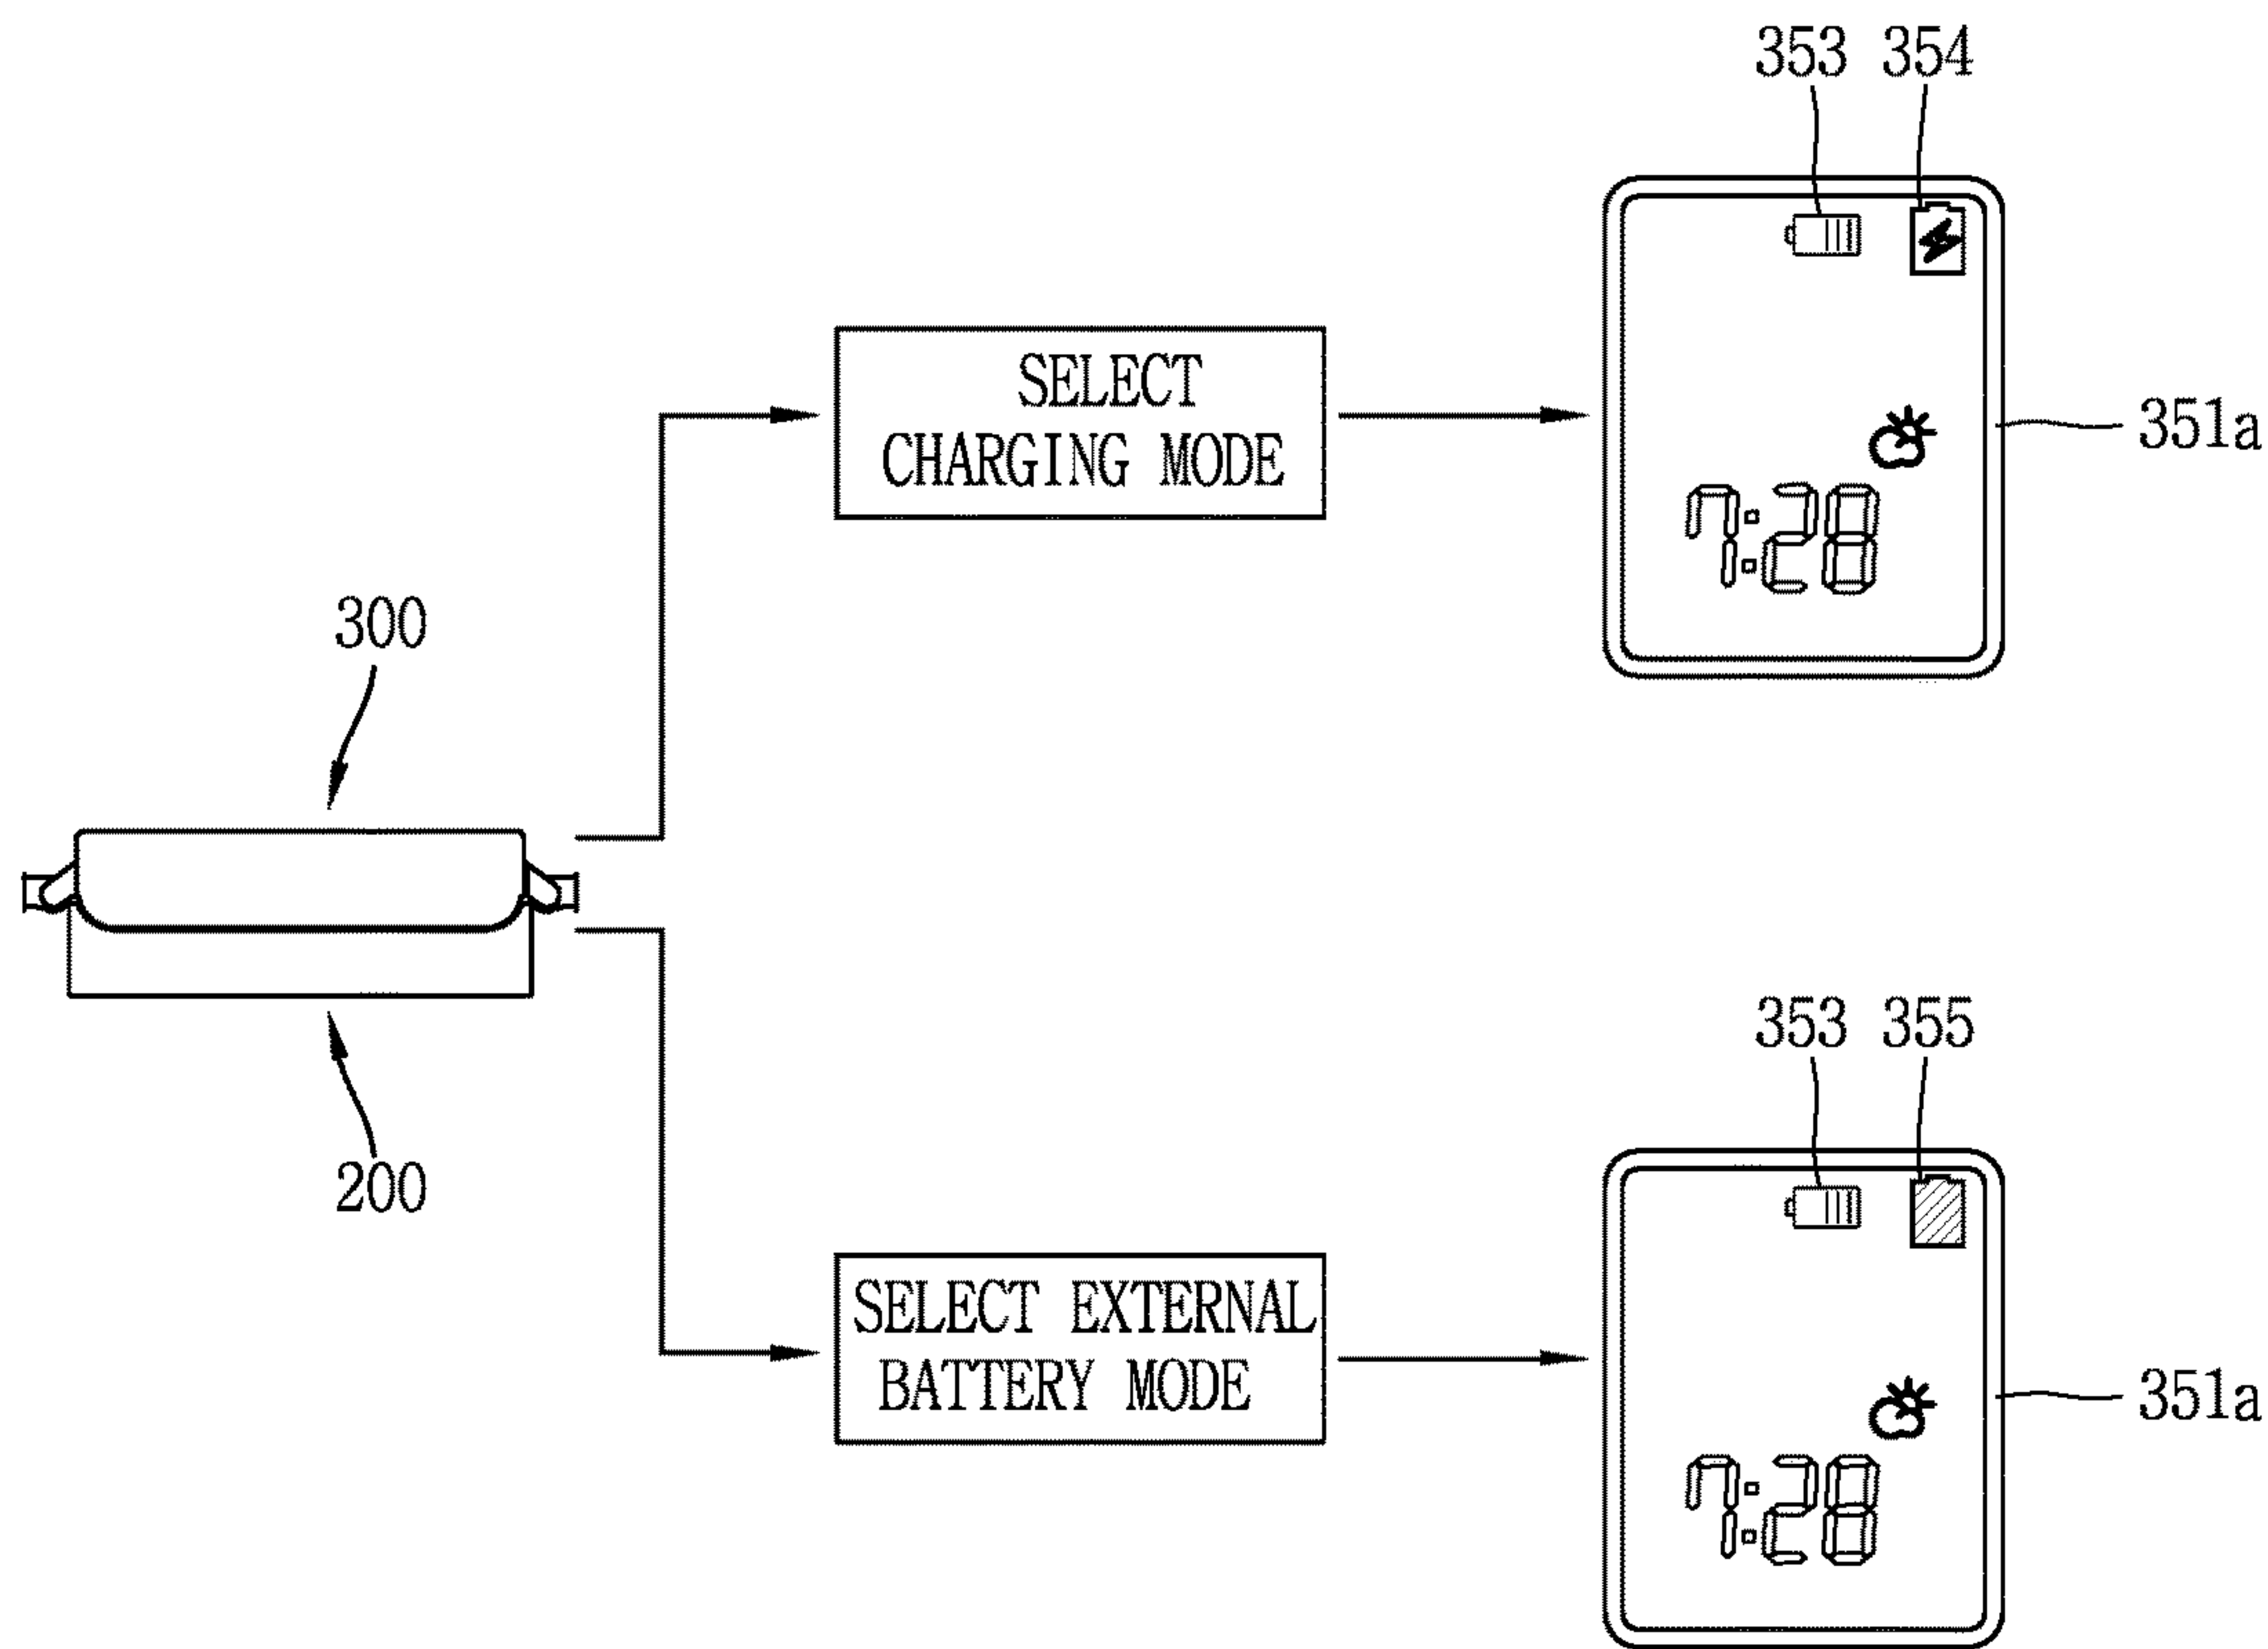 353 354
SELECT
CHARGING MODE
351a
7:28
300
200
353 355
SELECT EXTERNAL
BATTERY MODE
351a
7:28